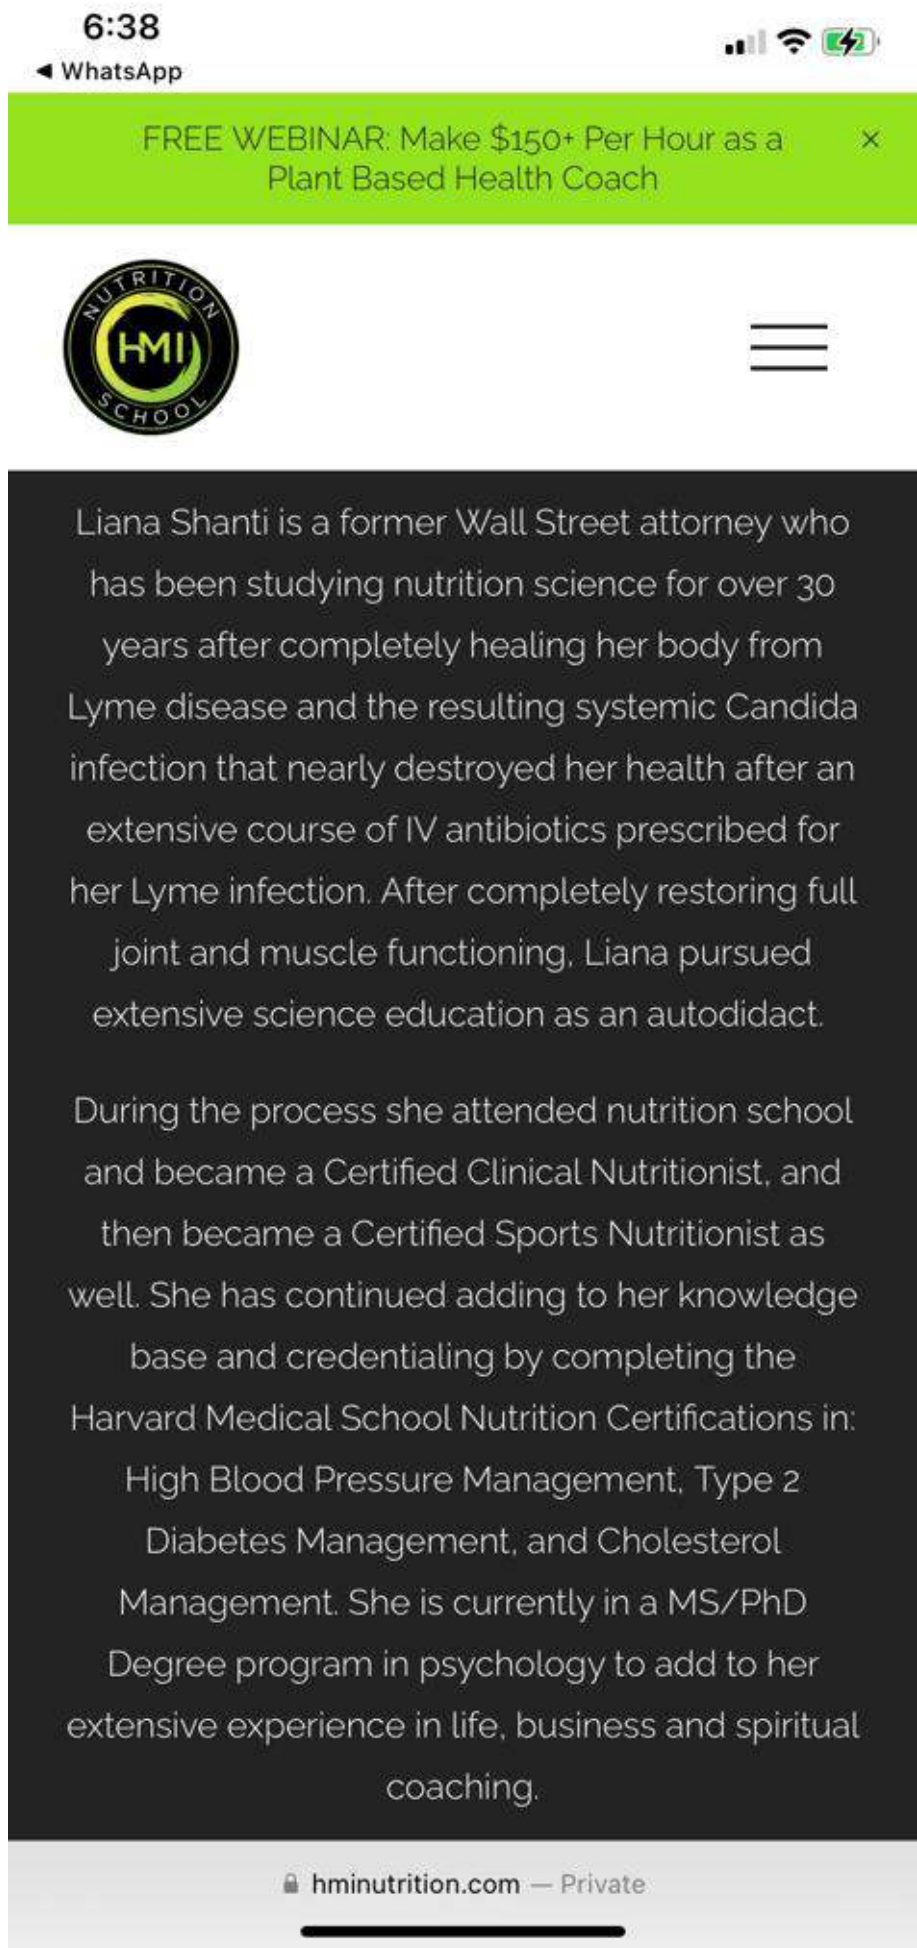 6:38
◀ WhatsApp
FREE WEBINAR: Make $150+ Per Hour as a
Plant Based Health Coach
×
NUTRITION
HMI
SCHOOL
Liana Shanti is a former Wall Street attorney who
has been studying nutrition science for over 30
years after completely healing her body from
Lyme disease and the resulting systemic Candida
infection that nearly destroyed her health after an
extensive course of IV antibiotics prescribed for
her Lyme infection. After completely restoring full
joint and muscle functioning, Liana pursued
extensive science education as an autodidact.
During the process she attended nutrition school
and became a Certified Clinical Nutritionist, and
then became a Certified Sports Nutritionist as
well. She has continued adding to her knowledge
base and credentialing by completing the
Harvard Medical School Nutrition Certifications in:
High Blood Pressure Management, Type 2
Diabetes Management, and Cholesterol
Management. She is currently in a MS/PhD
Degree program in psychology to add to her
extensive experience in life, business and spiritual
coaching.
hminutrition.com — Private